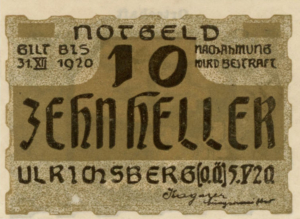 NOTGELD
GILT BIS 10 NACHAHMUNG
31.XII 1920 WIRD BESTRAFT
ZEHN HELLER
ULRICHSBERG (O.Ö) 5.V 20